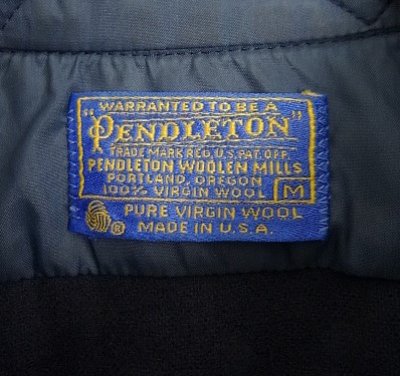 WARRANTED TO BE A
"PENDLETON"
TRADE MARK REG. U.S. PAT. OFF.
PENDLETON WOOLEN MILLS
PORTLAND, OREGON
100% VIRGIN WOOL M
PURE VIRGIN WOOL
® MADE IN U.S.A.